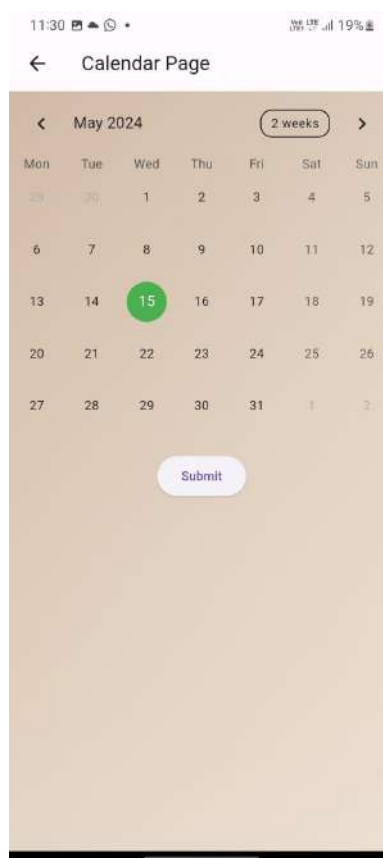 11:30 19%
Calendar Page
May 2024 2 weeks
Mon Tue Wed Thu Fri Sat Sun
29 30 1 2 3 4 5
6 7 8 9 10 11 12
13 14 15 16 17 18 19
20 21 22 23 24 25 26
27 28 29 30 31 1 2
Submit